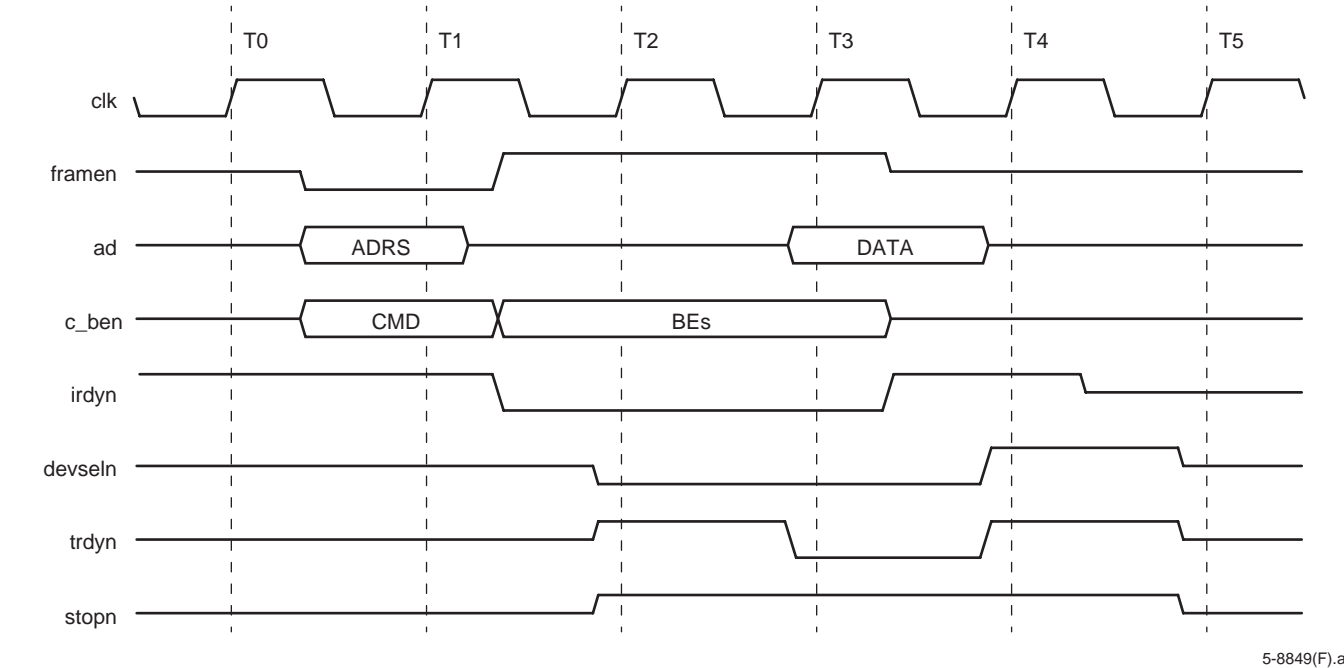 T0 T1 T2 T3 T4 T5
clk
framen
ad ADRS DATA
c_ben CMD BEs
irdyn
devseln
trdyn
stopn
5-8849(F).a